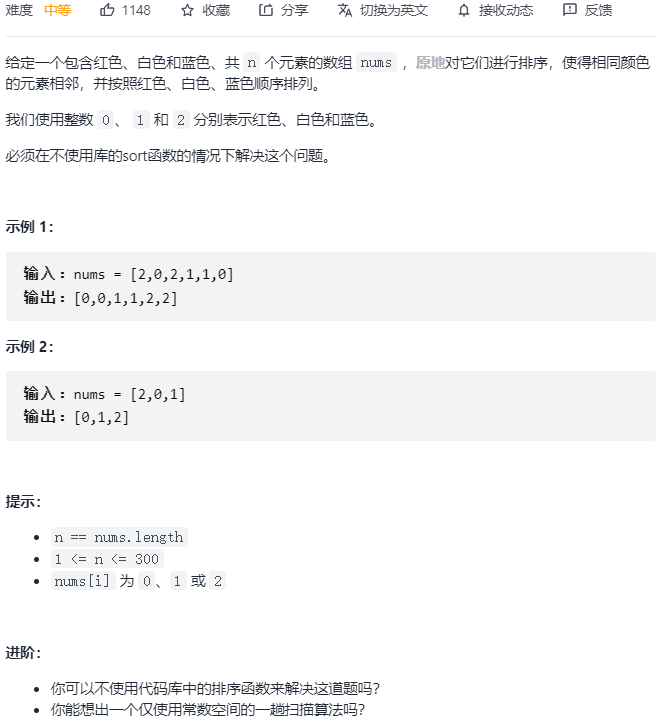 难度 中等 1148 收藏 分享 切换为英文 接收动态 反馈
给定一个包含红色、白色和蓝色、共 n 个元素的数组 nums ，原地对它们进行排序，使得相同颜色
的元素相邻，并按照红色、白色、蓝色顺序排列。
我们使用整数 0、 1 和 2 分别表示红色、白色和蓝色。
必须在不使用库的sort函数的情况下解决这个问题。
示例 1：
输入：nums = [2,0,2,1,1,0]
输出：[0,0,1,1,2,2]
示例 2：
输入：nums = [2,0,1]
输出：[0,1,2]
提示：
• n == nums.length
• 1 <= n <= 300
• nums[i] 为 0、1 或 2
进阶：
• 你可以不使用代码库中的排序函数来解决这道题吗？
• 你能想出一个仅使用常数空间的一趟扫描算法吗？